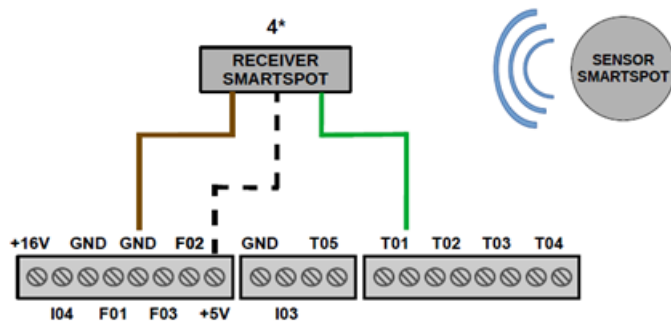 4*
RECEIVER
SMARTSPOT
SENSOR
SMARTSPOT
+16V GND GND F02 GND T05 T01 T02 T03 T04
I04 F01 F03 +5V I03